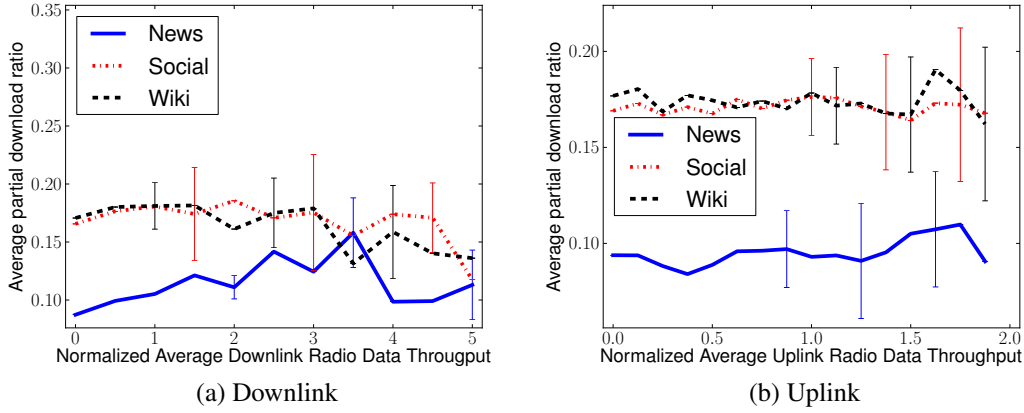 0.35
0.30
0.25
0.20
0.15
0.10
Average partial download ratio
News
Social
Wiki
0 1 2 3 4 5
Normalized Average Downlink Radio Data Througput
(a) Downlink
0.20
0.15
0.10
Average partial download ratio
News
Social
Wiki
0.0 0.5 1.0 1.5 2.0
Normalized Average Uplink Radio Data Throughput
(b) Uplink